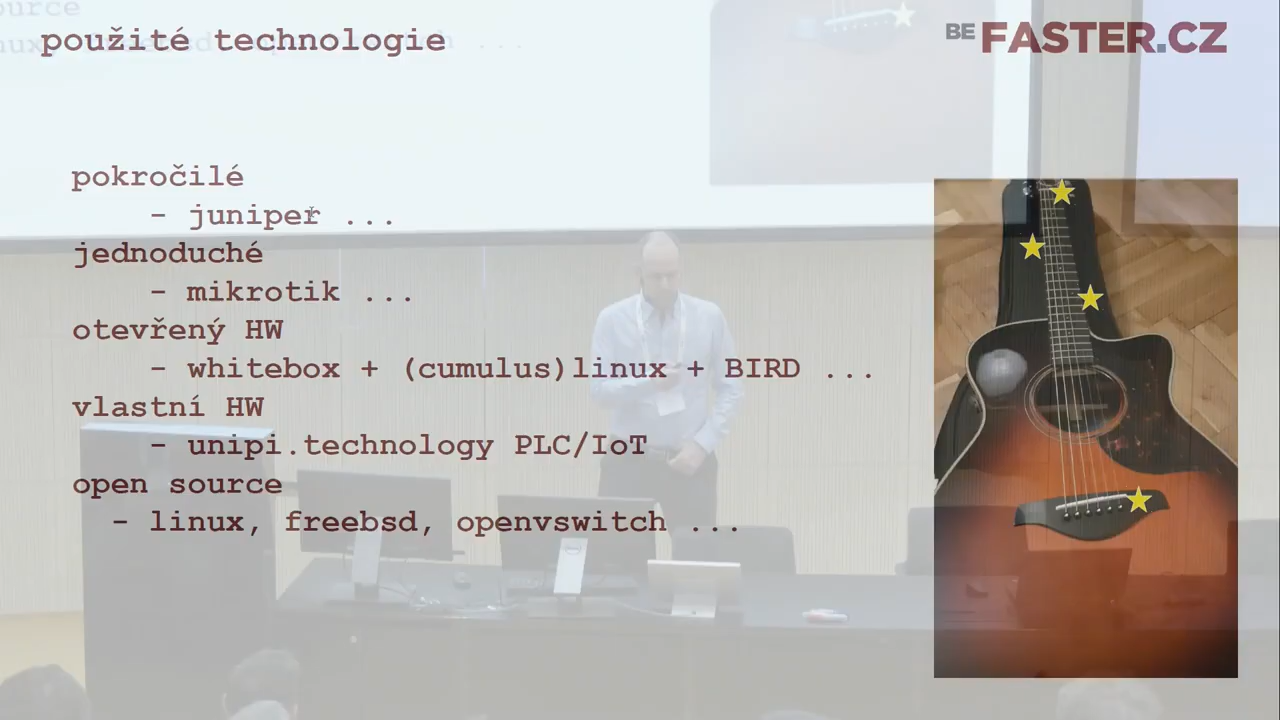 použité technologie
BE FASTER.CZ
pokročilé
- juniper ...
jednoduché
- mikrotik ...
otevřený HW
- whitebox + (cumulus)linux + BIRD ...
vlastní HW
- unipi.technology PLC/IoT
open source
- linux, freebsd, openvswitch ...